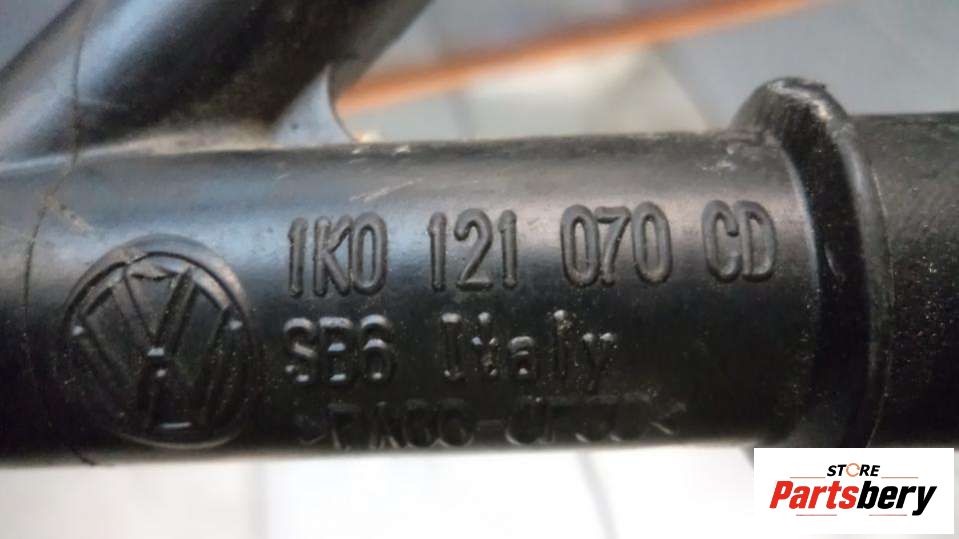 1K0 121 070 CD
SB6 Italy
STORE
Partsbery